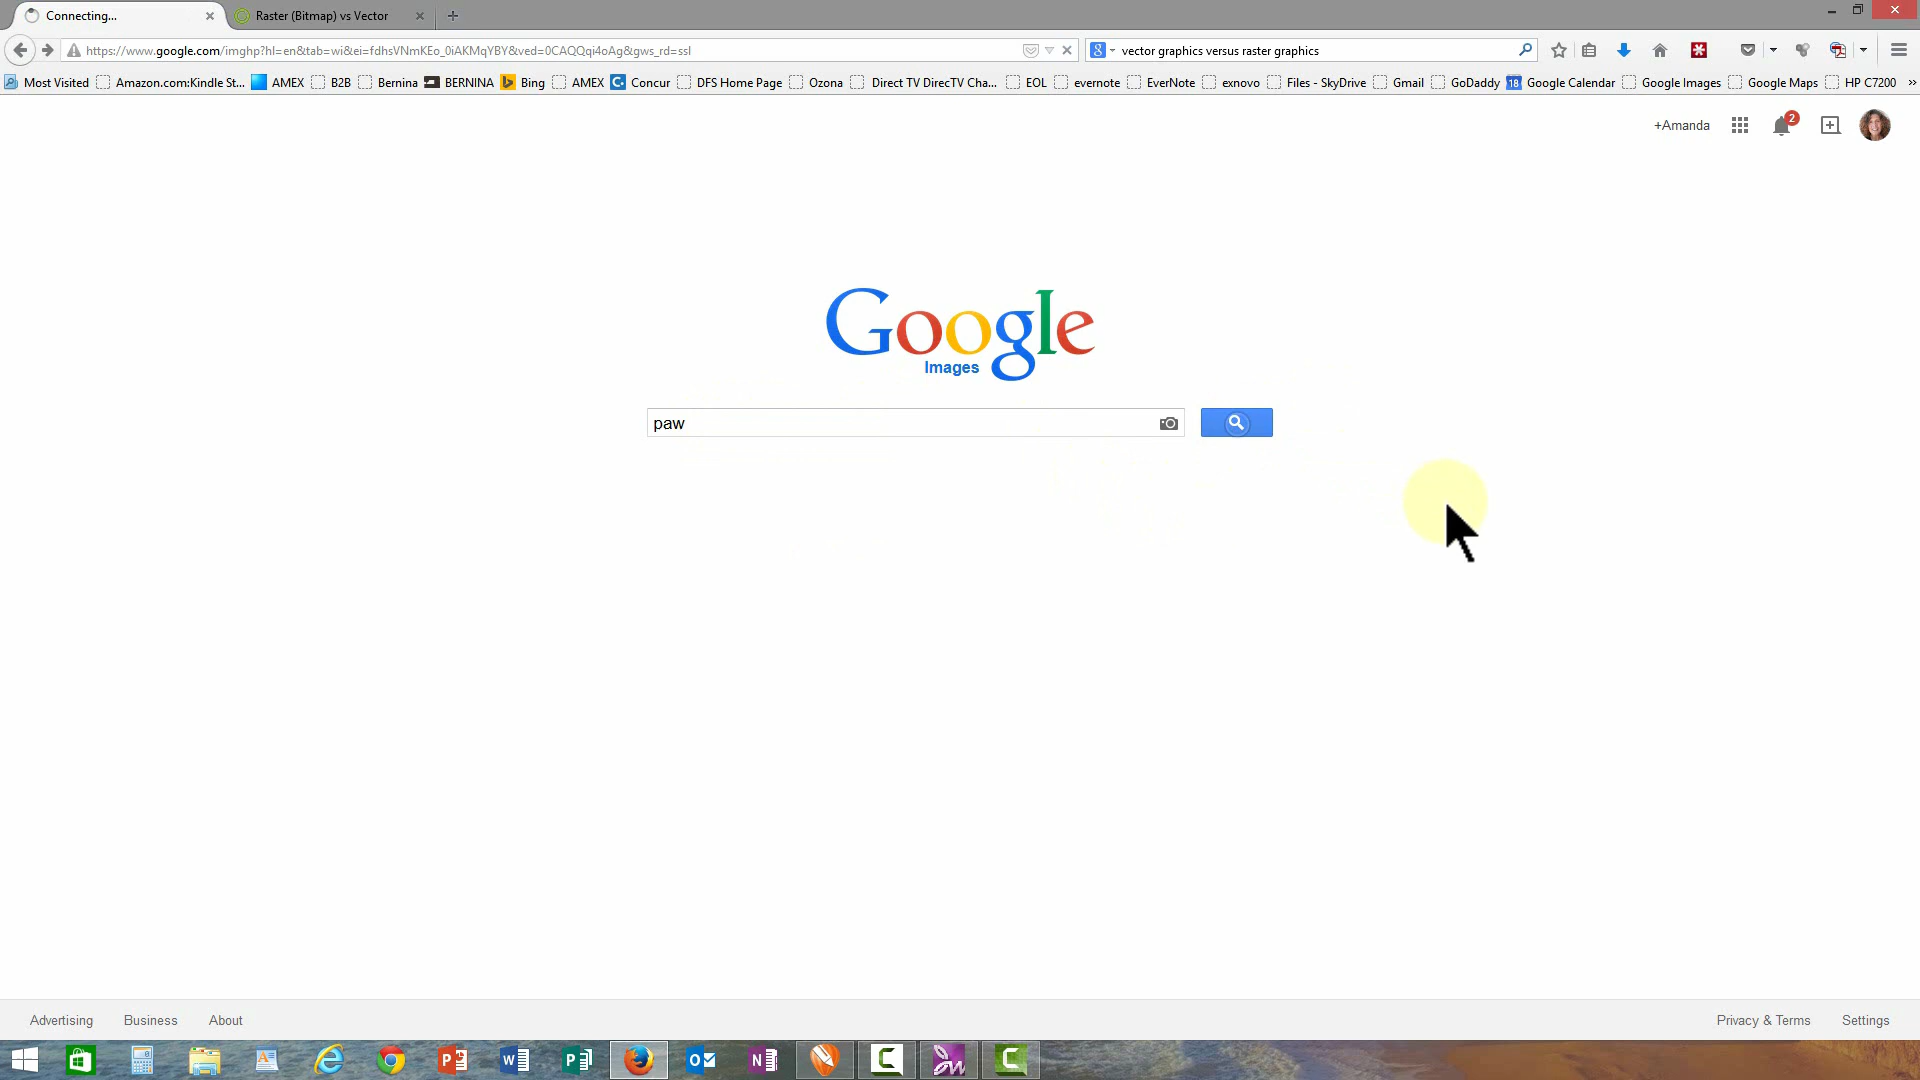 Connecting...
Raster (Bitmap) vs Vector
https://www.google.com/imghp?hl=en&tab=wi&ei=fdhsVNmKEo_0iAKMqYBY&ved=0CAQQqi4oAg&gws_rd=ssl
8
vector graphics versus raster graphics
Most Visited Amazon.com:Kindle St... AMEX B2B Bernina BERNINA Bing AMEX Concur DFS Home Page Ozona Direct TV DirecTV Cha... EOL evernote EverNote exnovo Files - SkyDrive Gmail GoDaddy 18 Google Calendar Google Images Google Maps HP C7200 »
+Amanda
2
Google
Images
paw
Advertising Business About
Privacy & Terms Settings